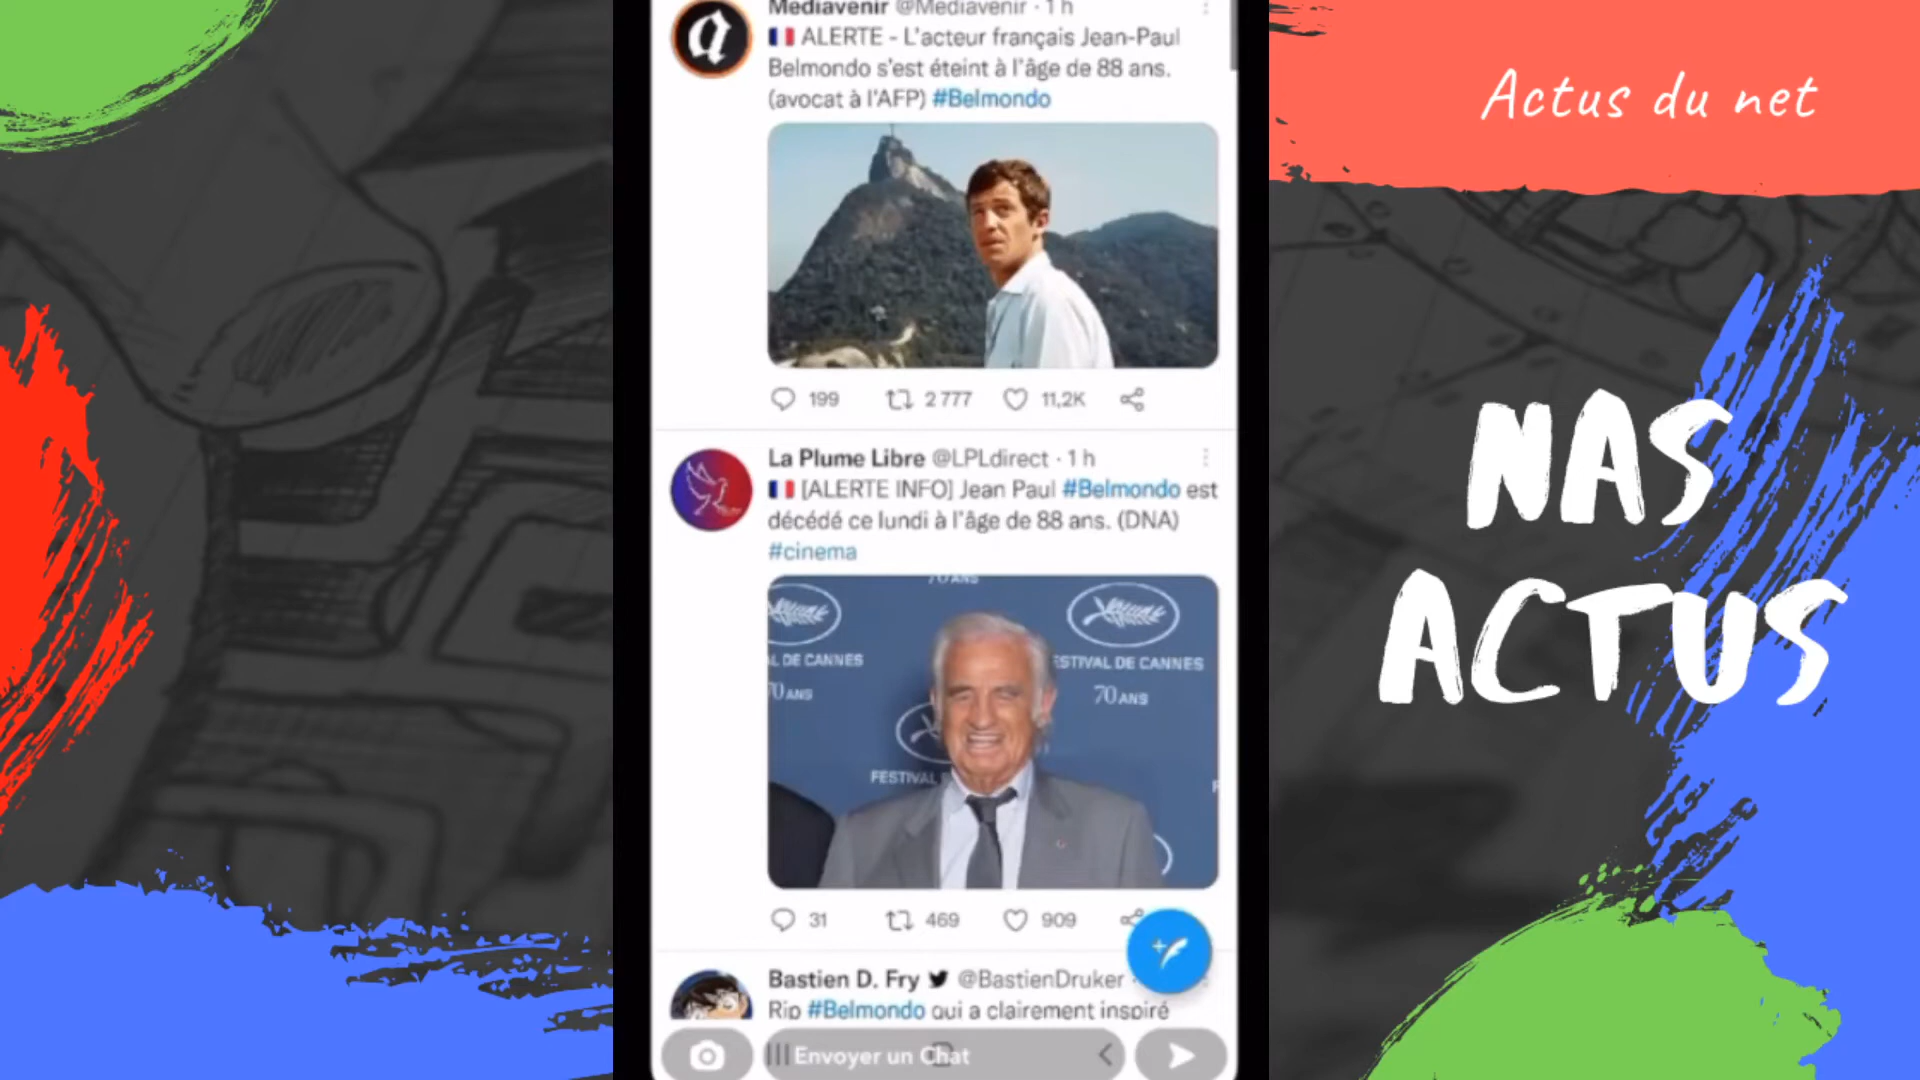 Mediavenir @Mediavenir · 1 h
ALERTE - L'acteur français Jean-Paul
Belmondo s'est éteint à l'âge de 88 ans.
(avocat à l'AFP) #Belmondo
199 2 777 11,2K
La Plume Libre @LPLdirect · 1 h
[ALERTE INFO] Jean Paul #Belmondo est
décédé ce lundi à l'âge de 88 ans. (DNA)
#cinema
70 ANS
L DE CANNES
ESTIVAL DE CANNES
70 ANS
70 ANS
FESTIVAL
31 469 909
Bastien D. Fry @BastienDruker
Rip #Belmondo qui a clairement inspiré
Envoyer un Chat
Actus du net
NAS
ACTUS